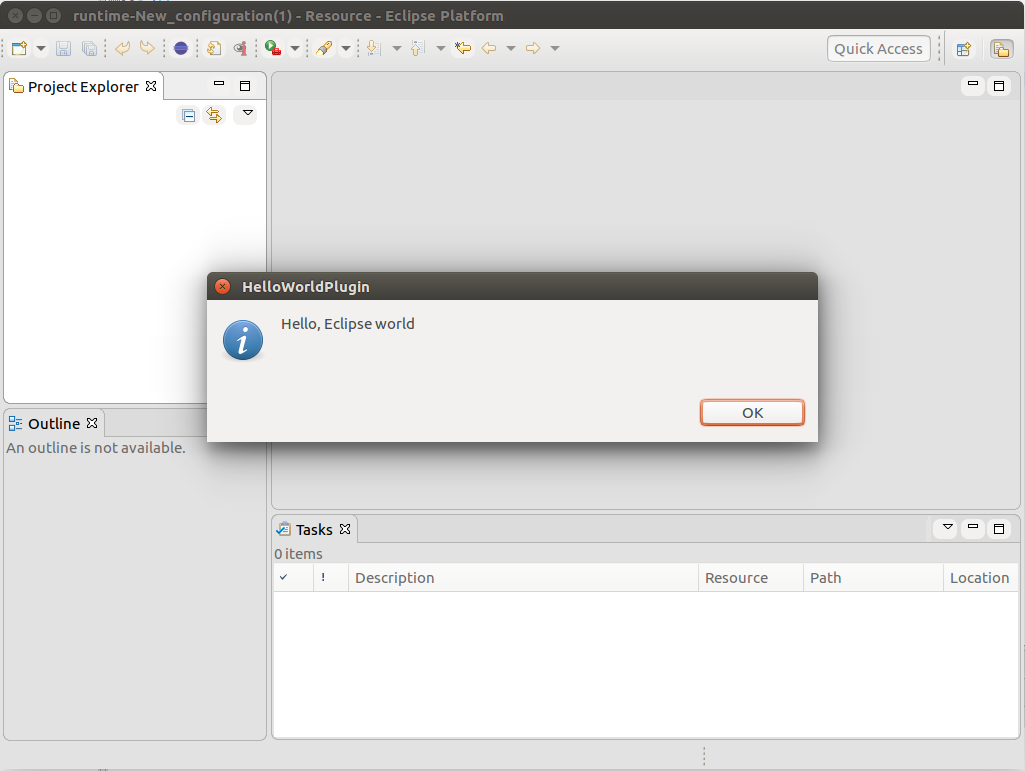 runtime-New_configuration(1) - Resource - Eclipse Platform
Quick Access
Project Explorer
HelloWorldPlugin
Hello, Eclipse world
OK
Outline
An outline is not available.
Tasks
0 items
! Description Resource Path Location